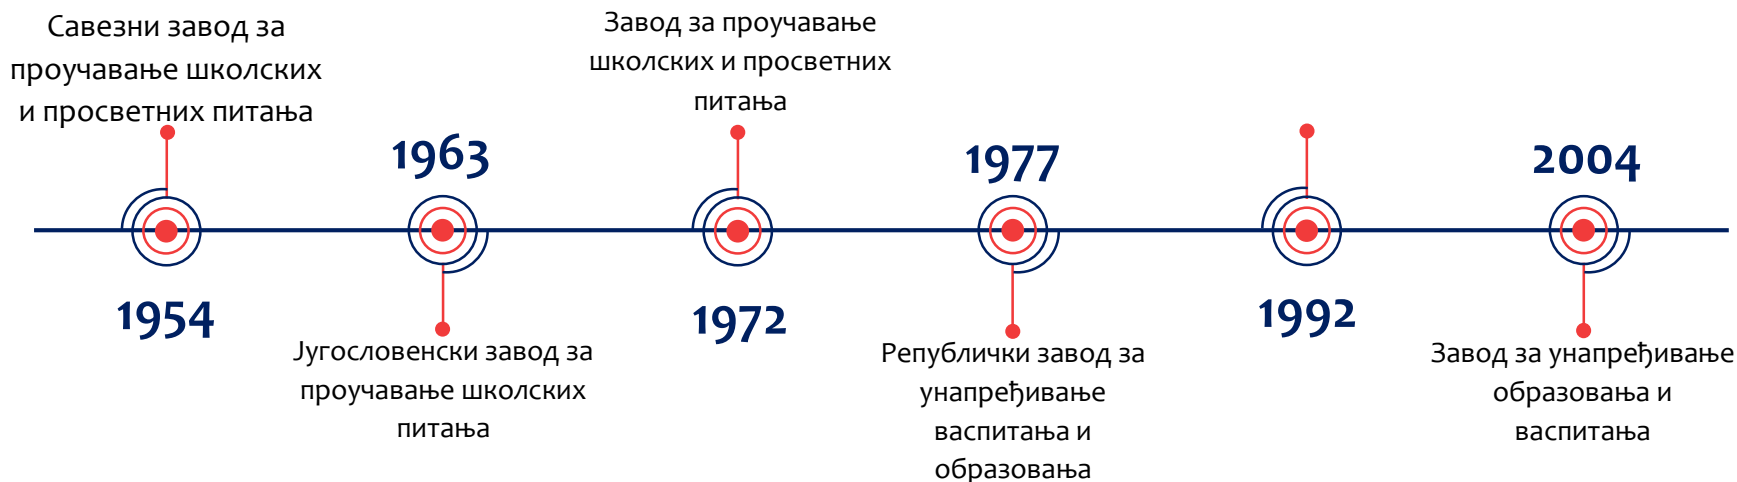 Савезни завод за
проучавање школских
и просветних питања
1954
1963
Југословенски завод за
проучавање школских
питања
Завод за проучавање
школских и просветних
питања
1972
1977
Републички завод за
унапређивање
васпитања и
образовања
1992
2004
Завод за унапређивање
образовања и
васпитања